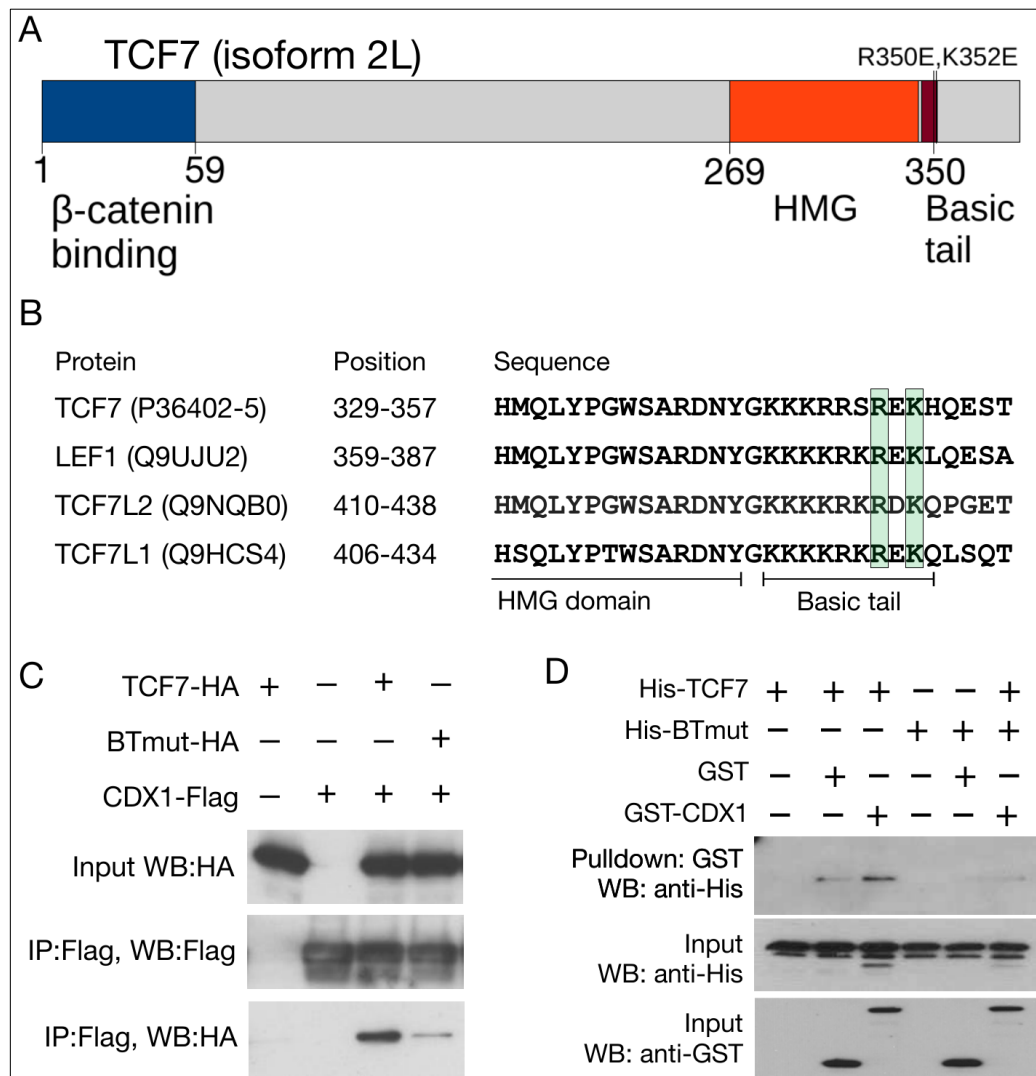 A
TCF7 (isoform 2L)
R350E,K352E
1 59 269 350
β-catenin
binding
HMG
Basic
tail
B
Protein Position Sequence
TCF7 (P36402-5) 329-357 HMQLYPGWSARDNYGKKKRRSREKHQEST
LEF1 (Q9UJU2) 359-387 HMQLYPGWSARDNYGKKKKRKREKLQESA
TCF7L2 (Q9NQB0) 410-438 HMQLYPGWSARDNYGKKKKRKRDKQPGET
TCF7L1 (Q9HCS4) 406-434 HSQLYPTWSARDNYGKKKKRKREKQLSQT
HMG domain Basic tail
C
TCF7-HA + – + –
BTmut-HA – – – +
CDX1-Flag – + + +
Input WB:HA
IP:Flag, WB:Flag
IP:Flag, WB:HA
D
His-TCF7 + + + – – +
His-BTmut – – – + + +
GST – + – – + –
GST-CDX1 – – + – – +
Pulldown: GST
WB: anti-His
Input
WB: anti-His
Input
WB: anti-GST